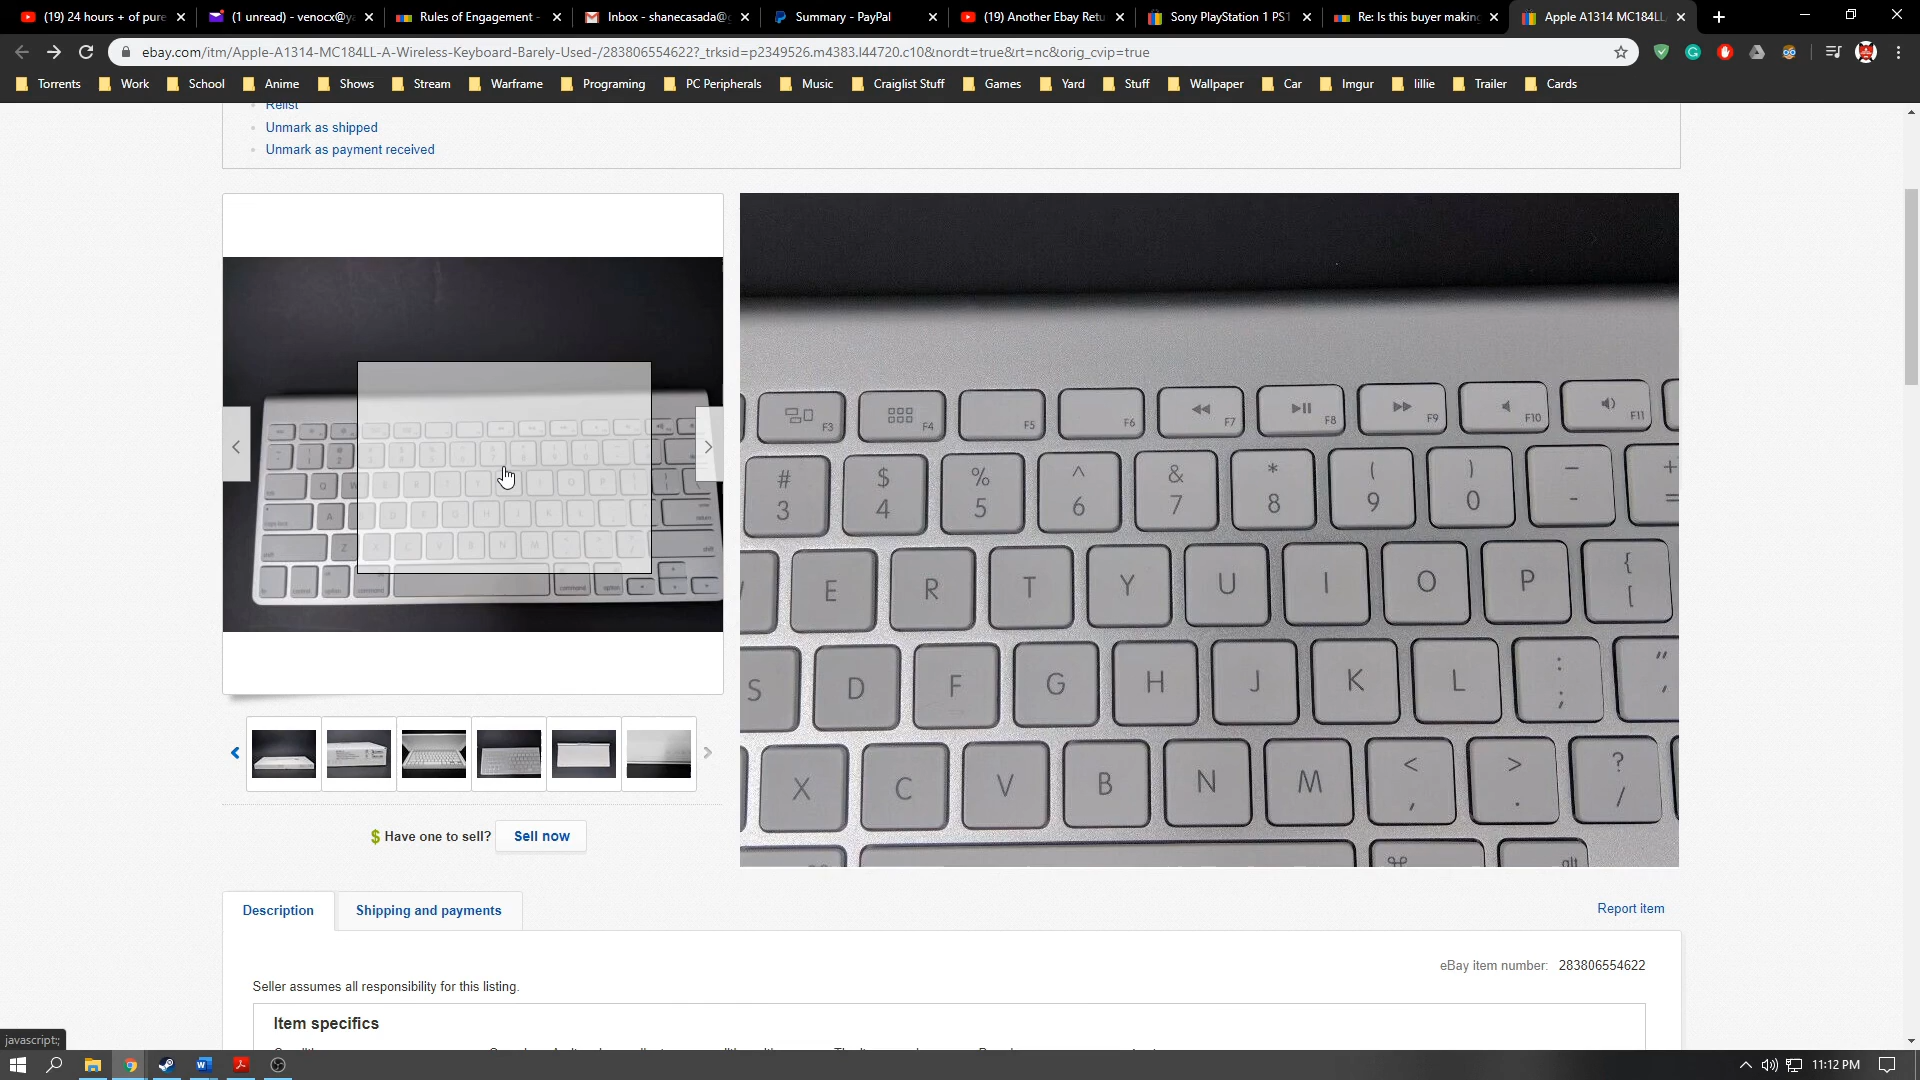 (19) 24 hours + of pure
(1 unread) - venocx@y
Rules of Engagement -
Inbox - shanecasada@g
Summary - PayPal
(19) Another Ebay Retu
Sony PlayStation 1 PS1
Re: Is this buyer making
Apple A1314 MC184LL
ebay.com/itm/Apple-A1314-MC184LL-A-Wireless-Keyboard-Barely-Used-/283806554622?_trksid=p2349526.m4383.l44720.c10&nordt=true&rt=nc&orig_cvip=true
Torrents Work School Anime Shows Stream Warframe Programing PC Peripherals Music Craiglist Stuff Games Yard Stuff Wallpaper Car Imgur lillie Trailer Cards
Relist
Unmark as shipped
Unmark as payment received
F3 F4 F5 F6 F7 F8 F9 F10 F11
# $ % ^ & * ( ) – +
3 4 5 6 7 8 9 0 - =
E R T Y U I O P { [
S D F G H J K L : ; " '
X C V B N M < , > . ? /
⌘ alt
Have one to sell? Sell now
Description Shipping and payments
Report item
eBay item number: 283806554622
Seller assumes all responsibility for this listing.
Item specifics
javascript:;
11:12 PM